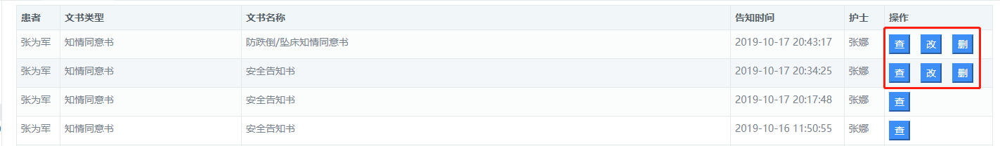 患者 文书类型 文书名称 告知时间 护士 操作
张为军 知情同意书 防跌倒/坠床知情同意书 2019-10-17 20:43:17 张娜 查 改 删
张为军 知情同意书 安全告知书 2019-10-17 20:34:25 张娜 查 改 删
张为军 知情同意书 安全告知书 2019-10-17 20:17:48 张娜 查
张为军 知情同意书 安全告知书 2019-10-16 11:50:55 张娜 查